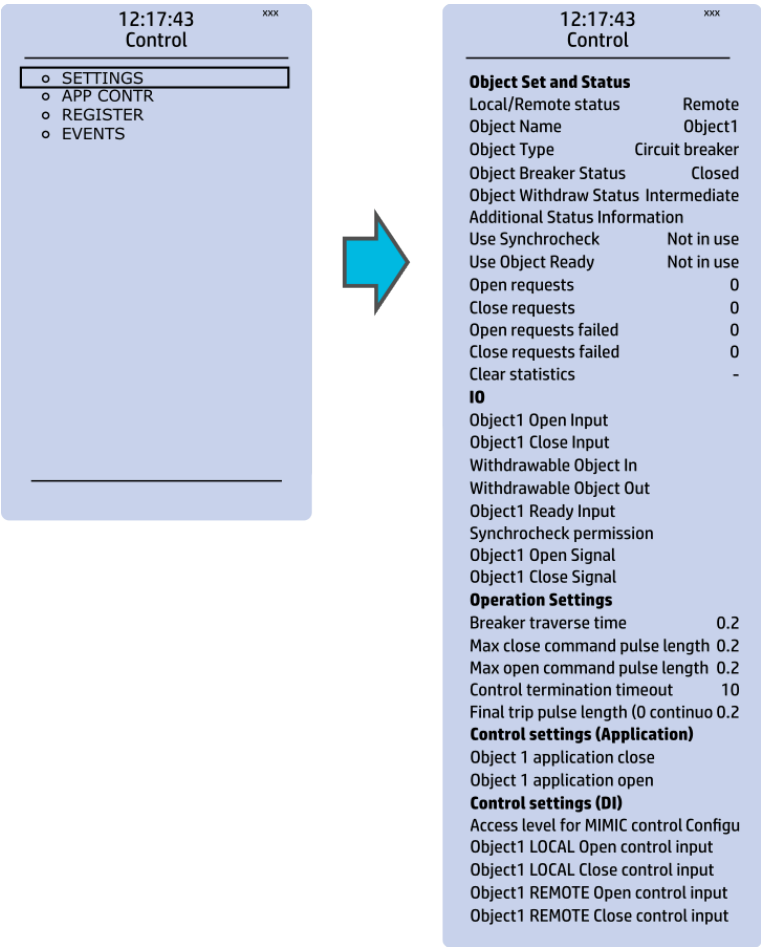 12:17:43 xxx
Control
SETTINGS
APP CONTR
REGISTER
EVENTS
12:17:43 xxx
Control
Object Set and Status
Local/Remote status Remote
Object Name Object1
Object Type Circuit breaker
Object Breaker Status Closed
Object Withdraw Status Intermediate
Additional Status Information
Use Synchrocheck Not in use
Use Object Ready Not in use
Open requests 0
Close requests 0
Open requests failed 0
Close requests failed 0
Clear statistics -
IO
Object1 Open Input
Object1 Close Input
Withdrawable Object In
Withdrawable Object Out
Object1 Ready Input
Synchrocheck permission
Object1 Open Signal
Object1 Close Signal
Operation Settings
Breaker traverse time 0.2
Max close command pulse length 0.2
Max open command pulse length 0.2
Control termination timeout 10
Final trip pulse length (0 continuo 0.2
Control settings (Application)
Object 1 application close
Object 1 application open
Control settings (DI)
Access level for MIMIC control Configu
Object1 LOCAL Open control input
Object1 LOCAL Close control input
Object1 REMOTE Open control input
Object1 REMOTE Close control input